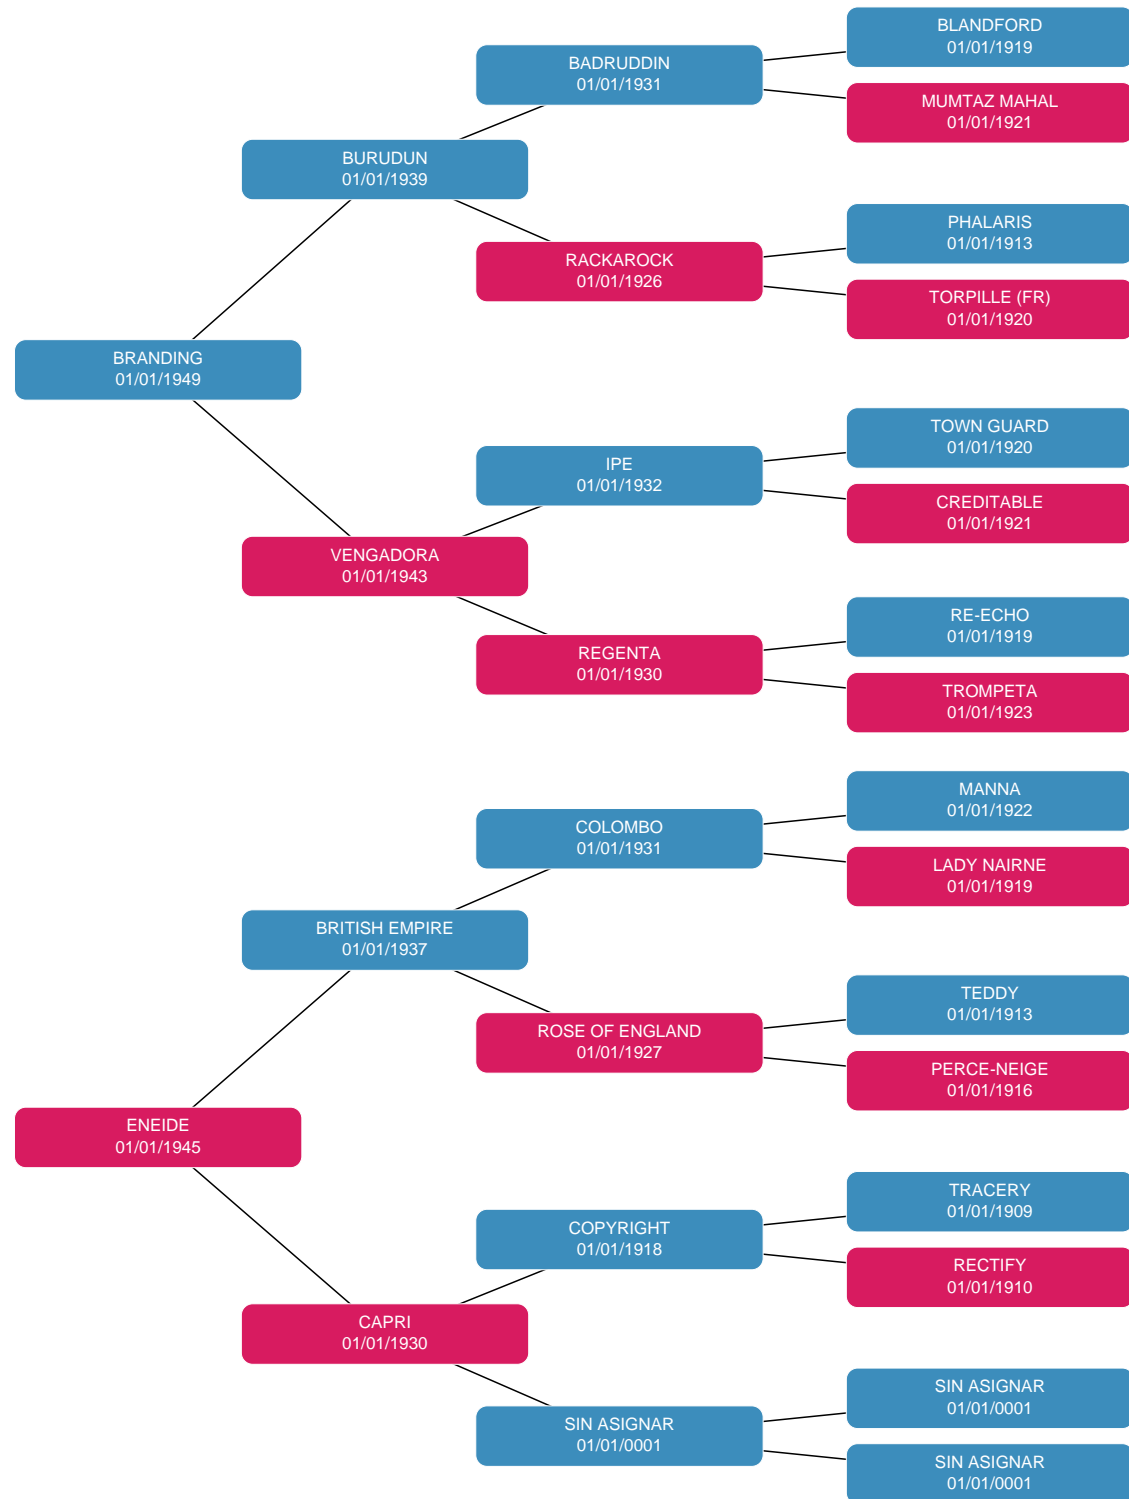 BLANDFORD
01/01/1919
BADRUDDIN
01/01/1931
MUMTAZ MAHAL
01/01/1921
BURUDUN
01/01/1939
PHALARIS
01/01/1913
RACKAROCK
01/01/1926
TORPILLE (FR)
01/01/1920
BRANDING
01/01/1949
TOWN GUARD
01/01/1920
IPE
01/01/1932
CREDITABLE
01/01/1921
VENGADORA
01/01/1943
RE-ECHO
01/01/1919
REGENTA
01/01/1930
TROMPETA
01/01/1923
MANNA
01/01/1922
COLOMBO
01/01/1931
LADY NAIRNE
01/01/1919
BRITISH EMPIRE
01/01/1937
TEDDY
01/01/1913
ROSE OF ENGLAND
01/01/1927
PERCE-NEIGE
01/01/1916
ENEIDE
01/01/1945
TRACERY
01/01/1909
COPYRIGHT
01/01/1918
RECTIFY
01/01/1910
CAPRI
01/01/1930
SIN ASIGNAR
01/01/0001
SIN ASIGNAR
01/01/0001
SIN ASIGNAR
01/01/0001